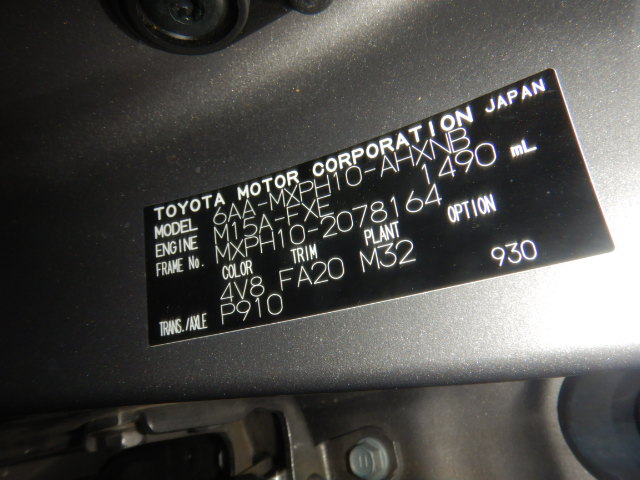 TOYOTA MOTOR CORPORATION JAPAN
MODEL 6AA-MXPH10-AHXNB
ENGINE M15A-FXE 1490 mL
FRAME No. MXPH10-2078164
COLOR TRIM PLANT OPTION
4V8 FA20 M32 930
TRANS./AXLE P910